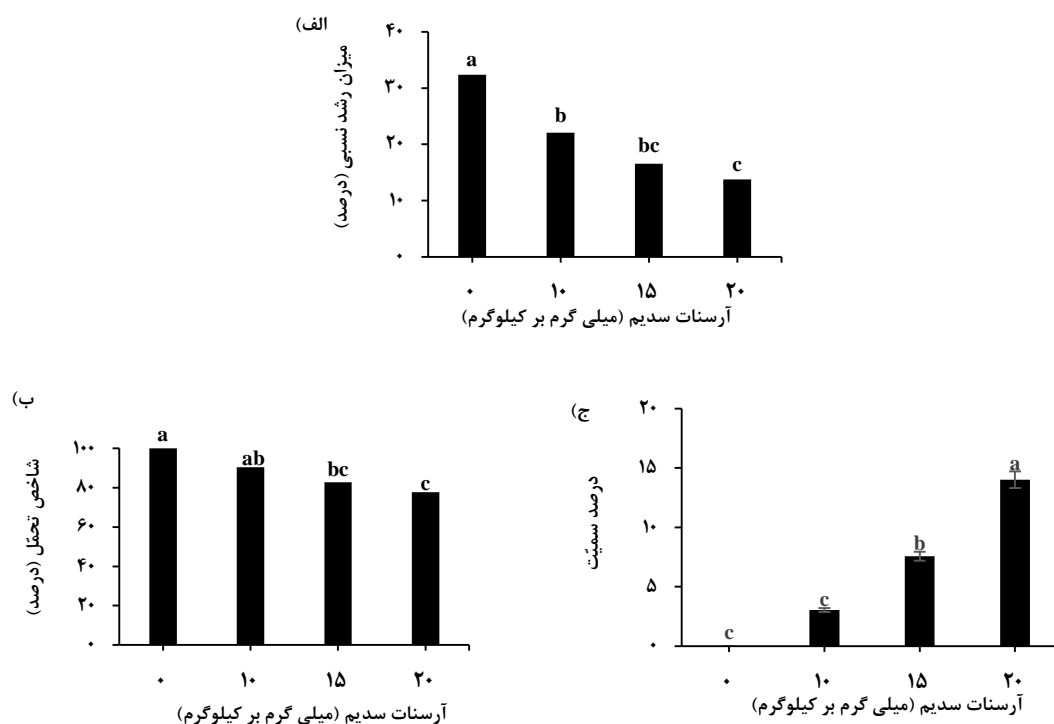 الف)
میزان رشد نسبی (درصد)
۴۰
۳۰
۲۰
۱۰
۰
a
b
bc
c
۰ ۱۰ ۱۵ ۲۰
آرسنات سدیم (میلی گرم بر کیلوگرم)
ب)
شاخص تحمّل (درصد)
۱۰۰
۸۰
۶۰
۴۰
۲۰
۰
a
ab
bc
c
۰ ۱۰ ۱۵ ۲۰
آرسنات سدیم (میلی گرم بر کیلوگرم)
ج)
درصد سمیّت
۲۰
۱۵
۱۰
۵
۰
c
c
b
a
۰ ۱۰ ۱۵ ۲۰
آرسنات سدیم (میلی گرم بر کیلوگرم)